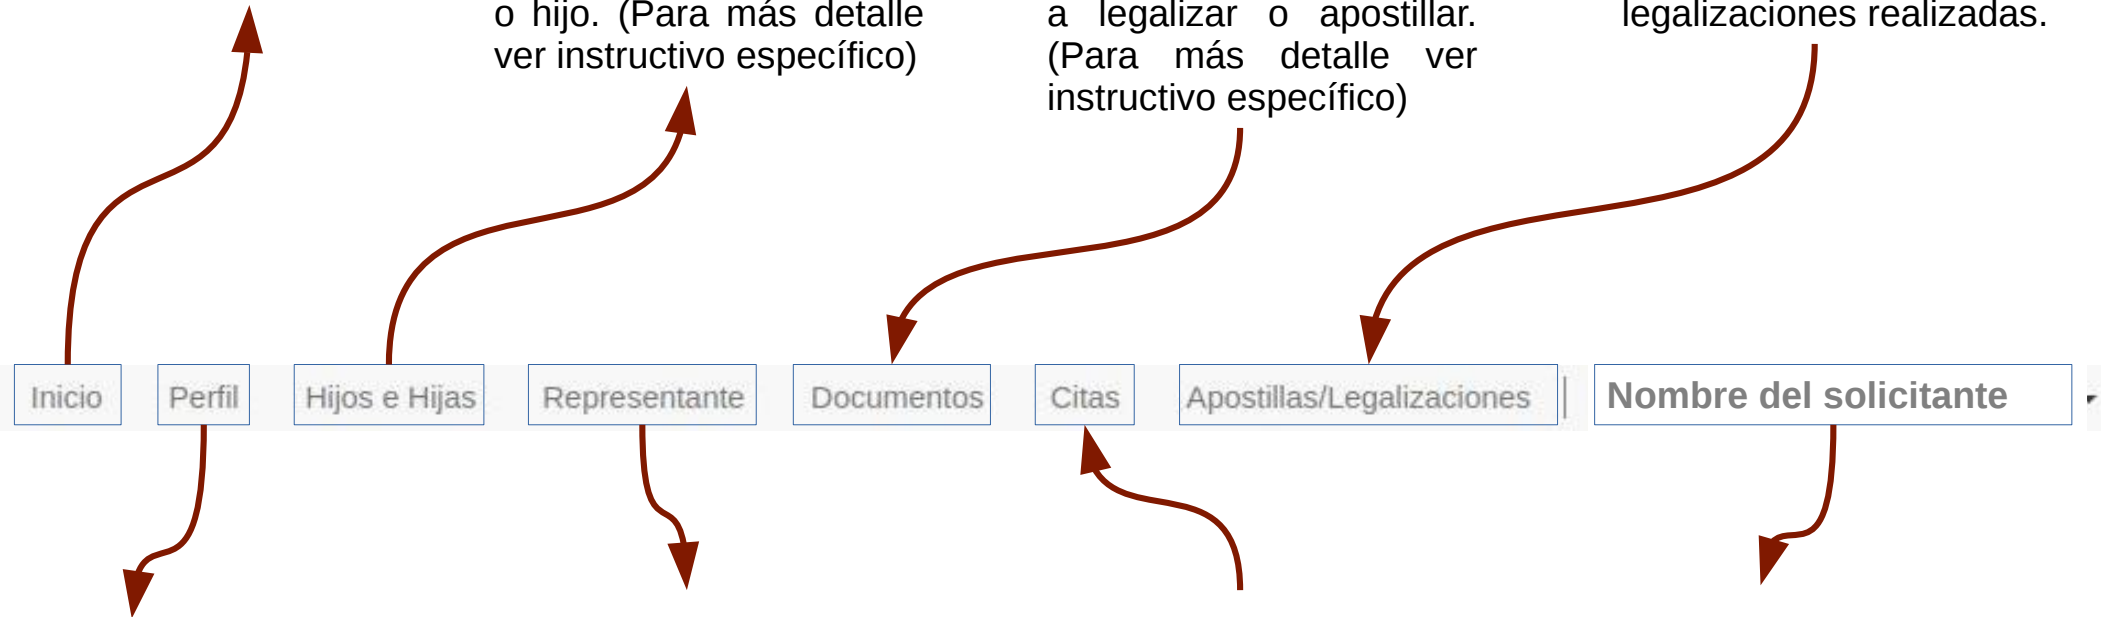 o hijo. (Para más detalle
ver instructivo específico)
a legalizar o apostillar.
(Para más detalle ver
instructivo específico)
legalizaciones realizadas.
Inicio
Perfil
Hijos e Hijas
Representante
Documentos
Citas
Apostillas/Legalizaciones
Nombre del solicitante